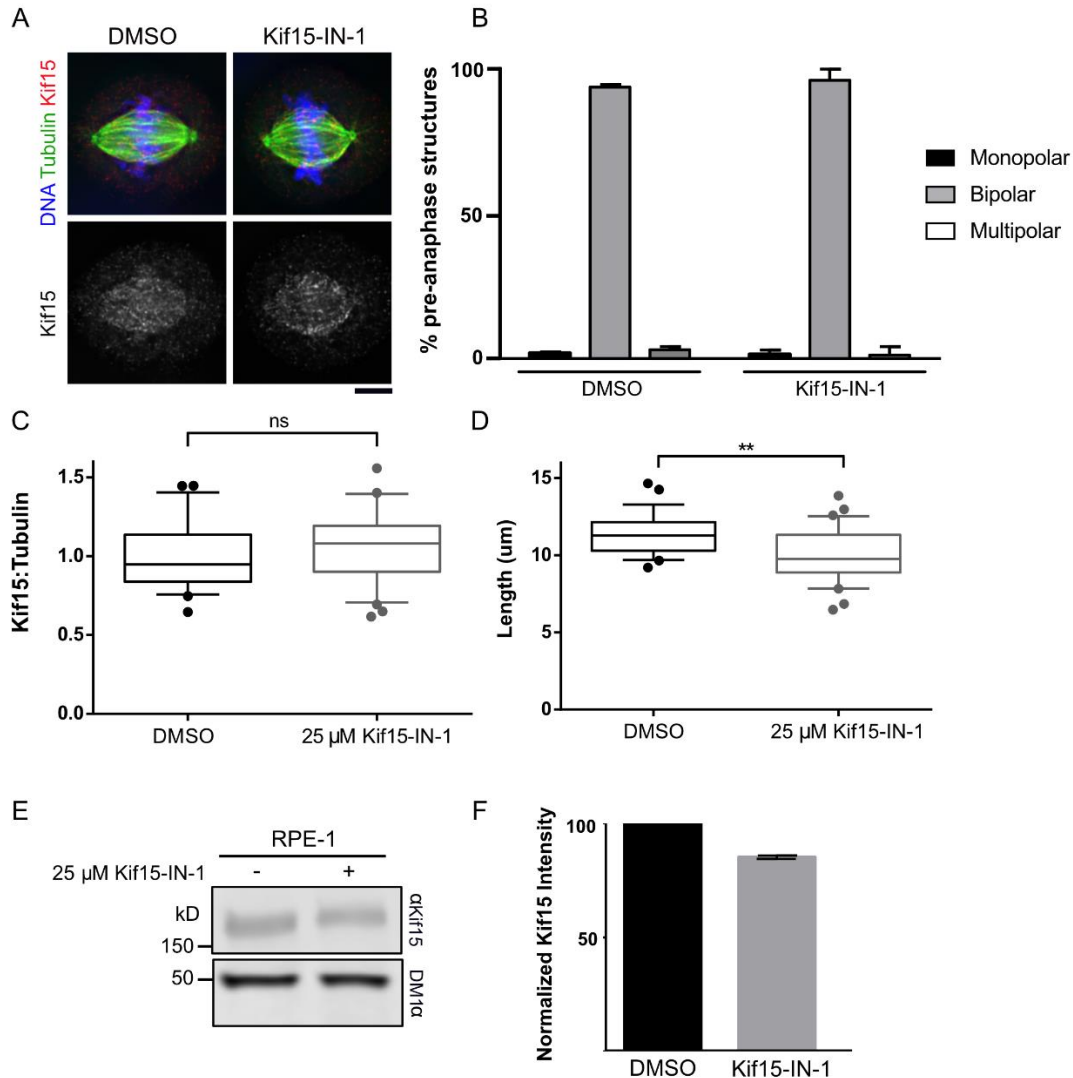 A
DMSO
Kif15-IN-1
DNA Tubulin Kif15
Kif15
B
% pre-anaphase structures
100
50
0
DMSO
Kif15-IN-1
Monopolar
Bipolar
Multipolar
C
ns
Kif15:Tubulin
1.5
1.0
0.5
0.0
DMSO
25 µM Kif15-IN-1
D
**
Length (um)
15
10
5
0
DMSO
25 µM Kif15-IN-1
E
RPE-1
25 µM Kif15-IN-1 - +
kD
150
αKif15
50
DM1α
F
Normalized Kif15 Intensity
100
50
DMSO
Kif15-IN-1